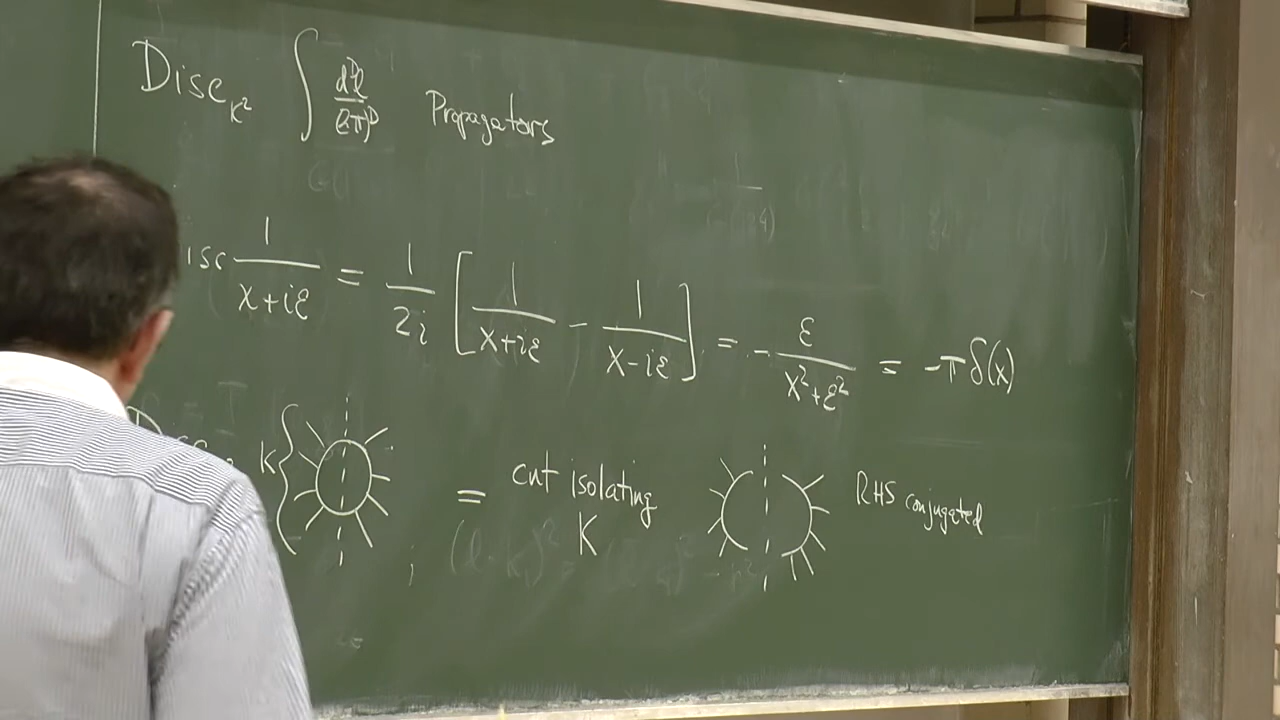 Disc_{K²} ∫ d^Dℓ/(2π)^D Propagators
isc 1/(x+iε) = 1/2i [1/(x+iε) - 1/(x-iε)] = - ε/(x²+ε²) = -π δ(x)
K { = cut isolating K RHS conjugated